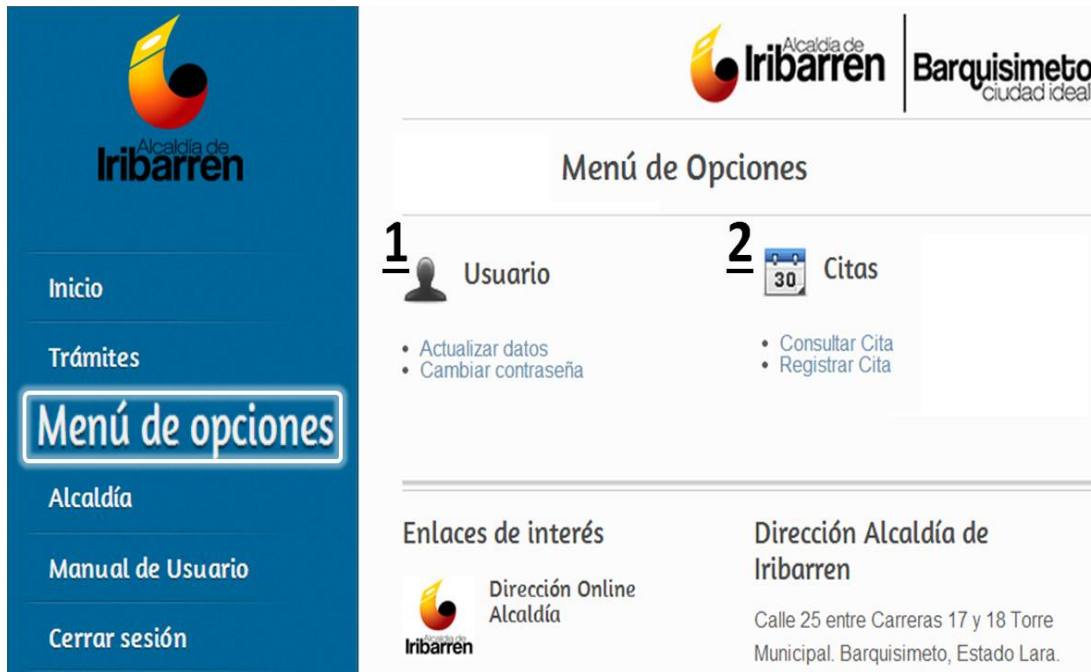 Alcaldía de
Iribarren
Inicio
Trámites
Menú de opciones
Alcaldía
Manual de Usuario
Cerrar sesión
Alcaldía de
Iribarren
Barquisimeto
ciudad ideal
Menú de Opciones
1
Usuario
• Actualizar datos
• Cambiar contraseña
2
30
Citas
• Consultar Cita
• Registrar Cita
Enlaces de interés
Alcaldía de
Iribarren
Dirección Online
Alcaldía
Dirección Alcaldía de
Iribarren
Calle 25 entre Carreras 17 y 18 Torre
Municipal. Barquisimeto, Estado Lara.